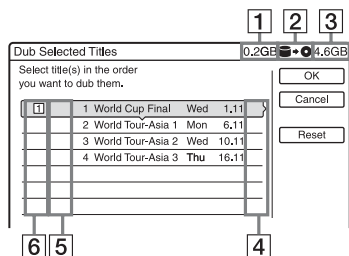 1 2 3
Dub Selected Titles 0.2GB 4.6GB
Select title(s) in the order
you want to dub them.
OK
Cancel
Reset
1 1 World Cup Final Wed 1.11
2 World Tour-Asia 1 Mon 6.11
3 World Tour-Asia 2 Wed 10.11
4 World Tour-Asia 3 Thu 16.11
6 5 4